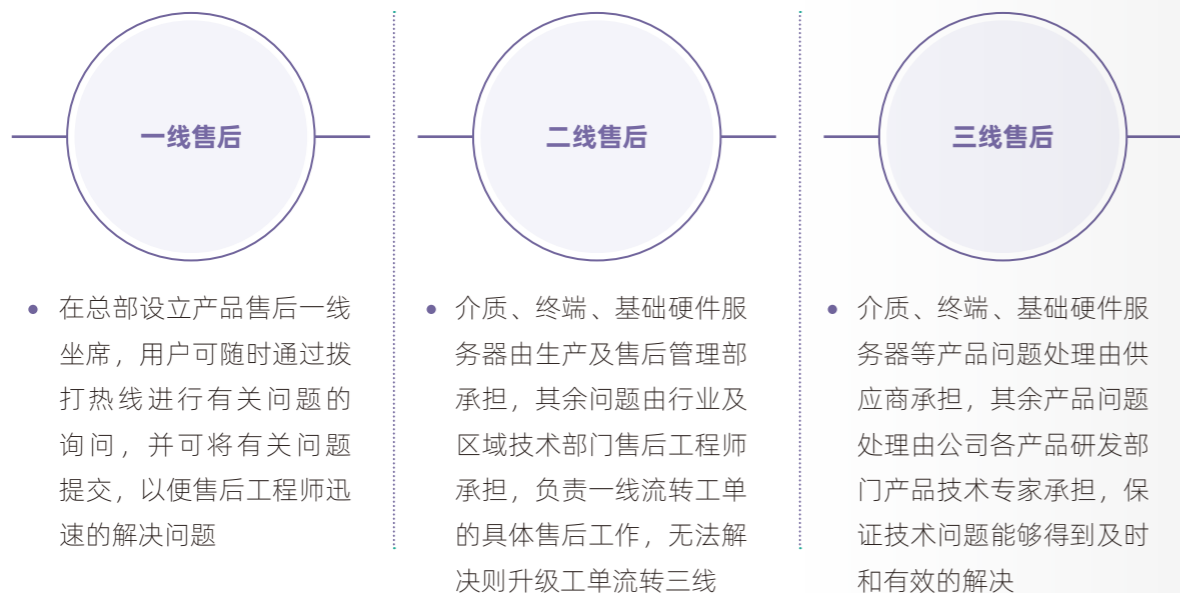 一线售后
在总部设立产品售后一线
坐席，用户可随时通过拨
打热线进行有关问题的
询问，并可将有关问题
提交，以便售后工程师迅
速的解决问题
二线售后
介质、终端、基础硬件服
务器由生产及售后管理部
承担，其余问题由行业及
区域技术部门售后工程师
承担，负责一线流转工单
的具体售后工作，无法解
决则升级工单流转三线
三线售后
介质、终端、基础硬件服
务器等产品问题处理由供
应商承担，其余产品问题
处理由公司各产品研发部
门产品技术专家承担，保
证技术问题能够得到及时
和有效的解决